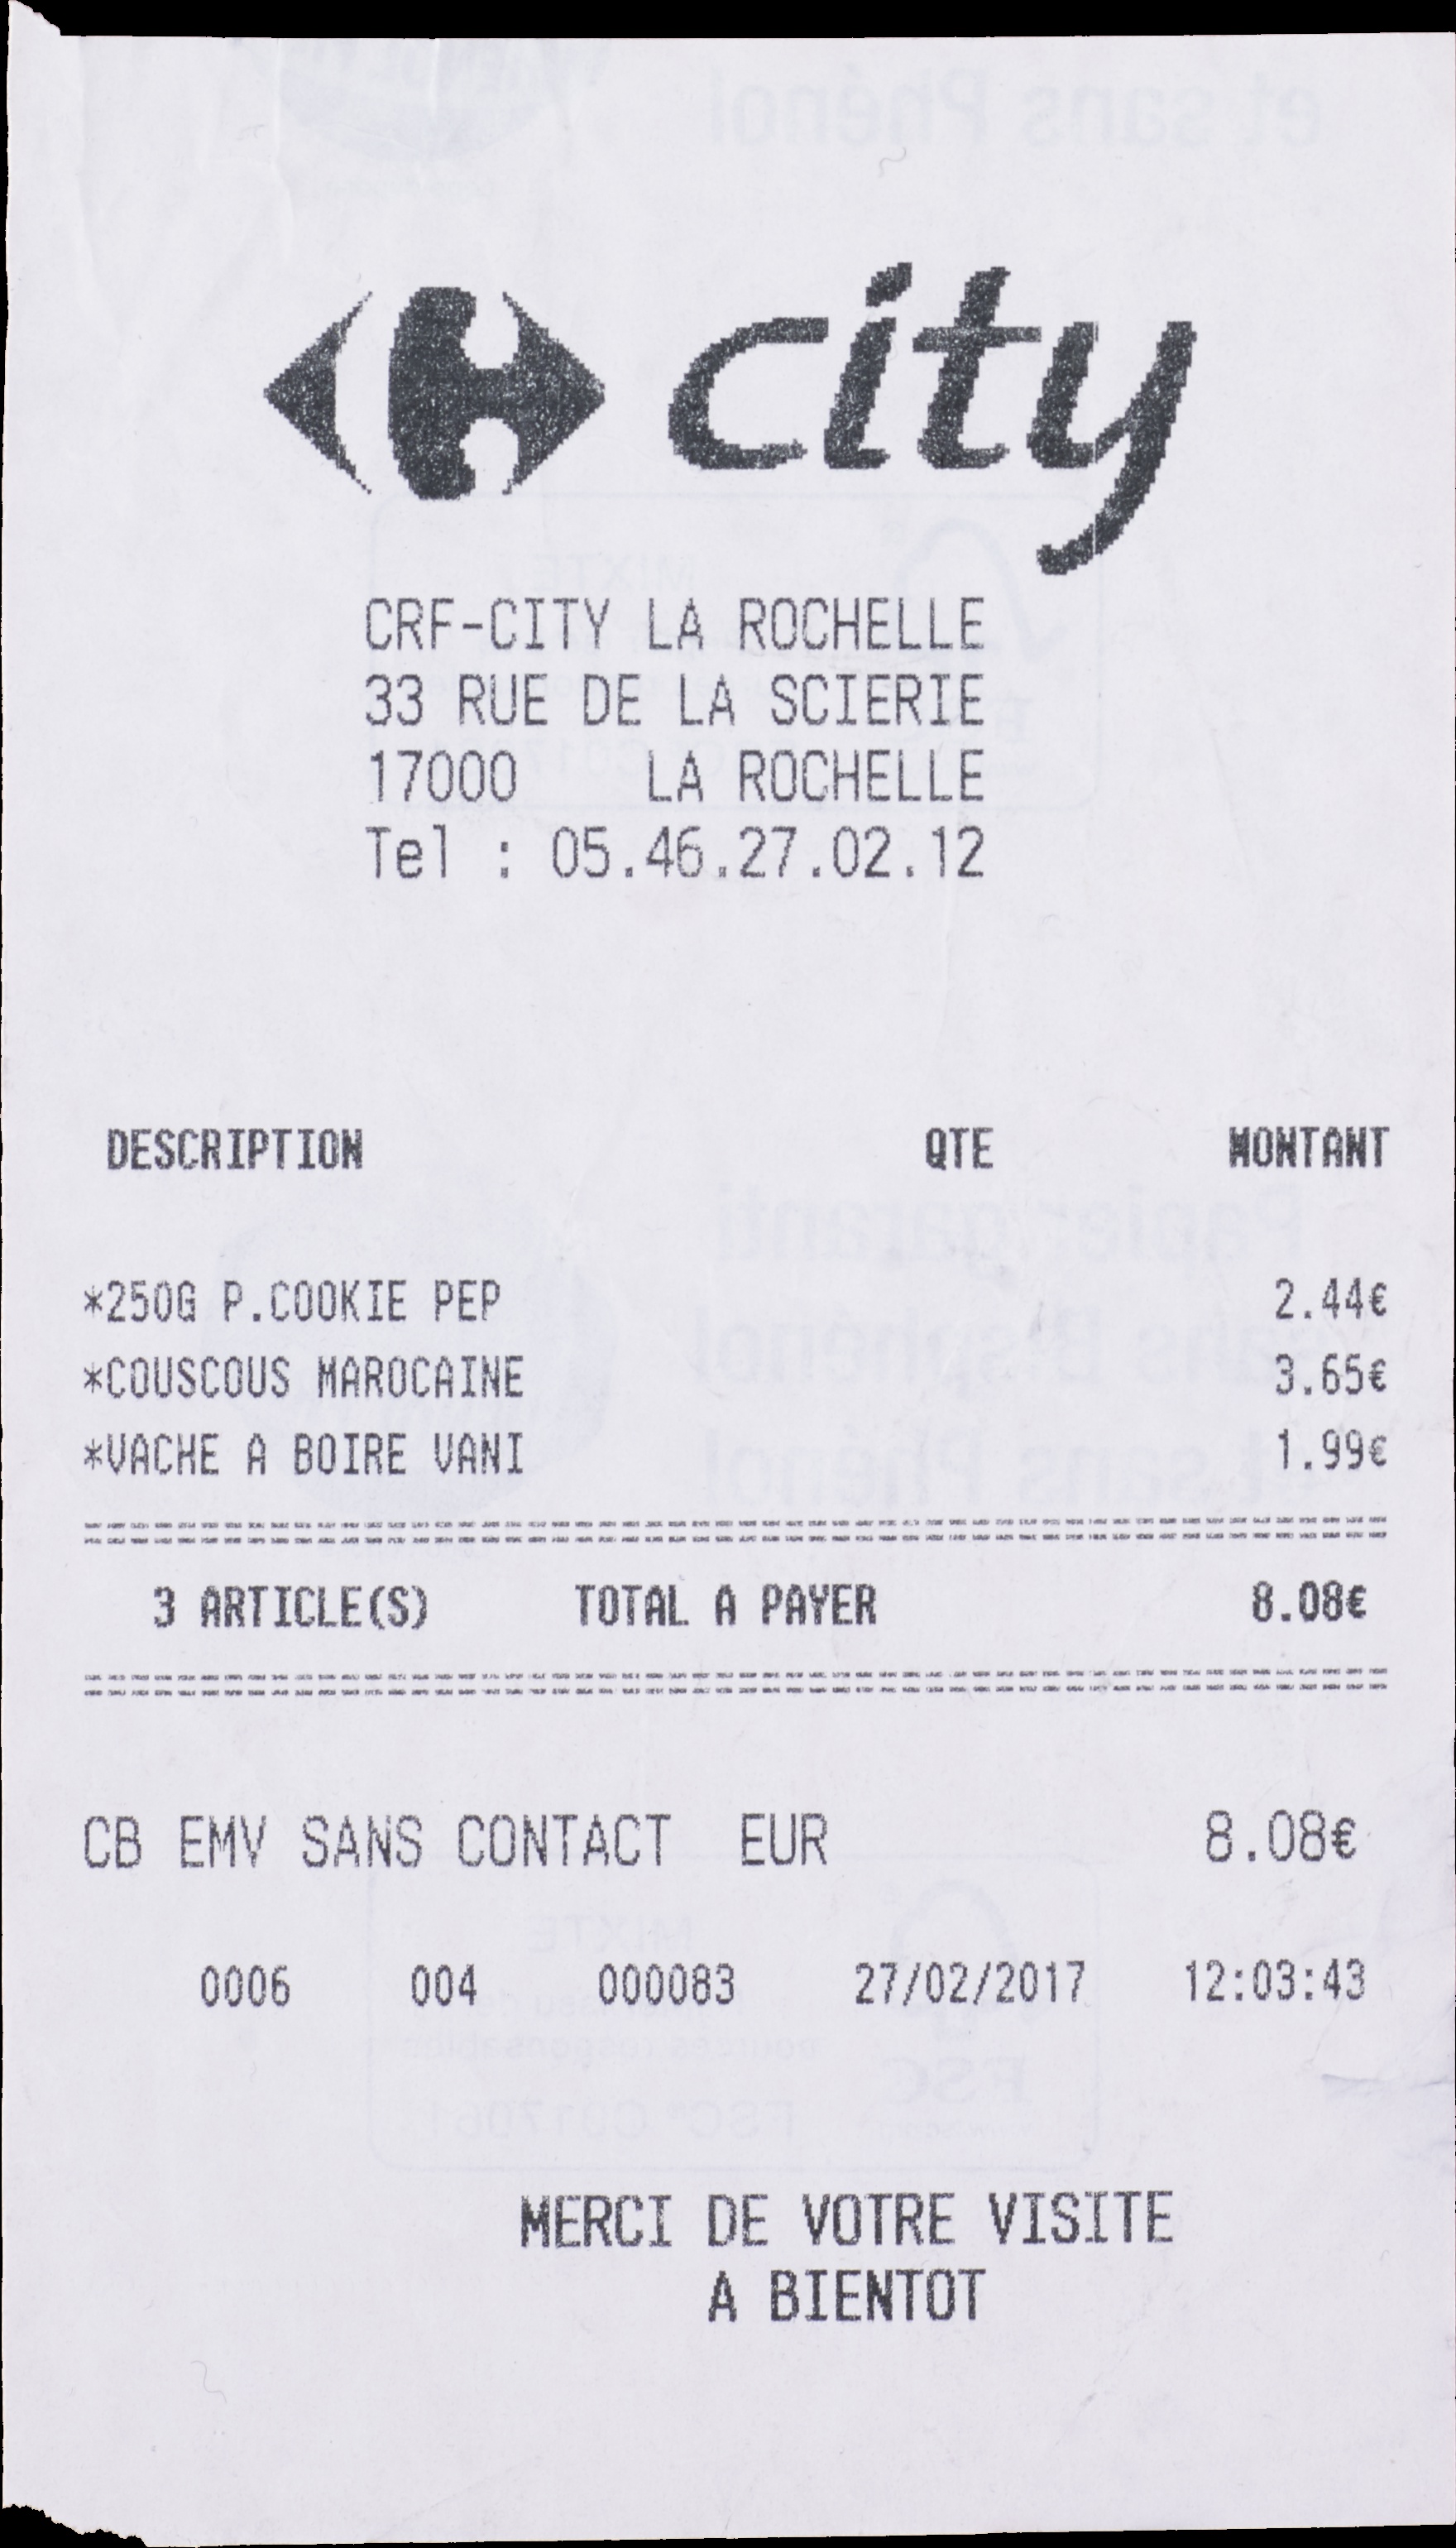 city
CRF-CITY LA ROCHELLE
33 RUE DE LA SCIERIE
17000 LA ROCHELLE
Tel : 05.46.27.02.12
DESCRIPTION QTE MONTANT
*250G P.COOKIE PEP 2.44€
*COUSCOUS MAROCAINE 3.65€
*VACHE A BOIRE VANI 1.99€
3 ARTICLE(S) TOTAL A PAYER 8.08€
CB EMV SANS CONTACT EUR 8.08€
0006 004 000083 27/02/2017 12:03:43
MERCI DE VOTRE VISITE
A BIENTOT